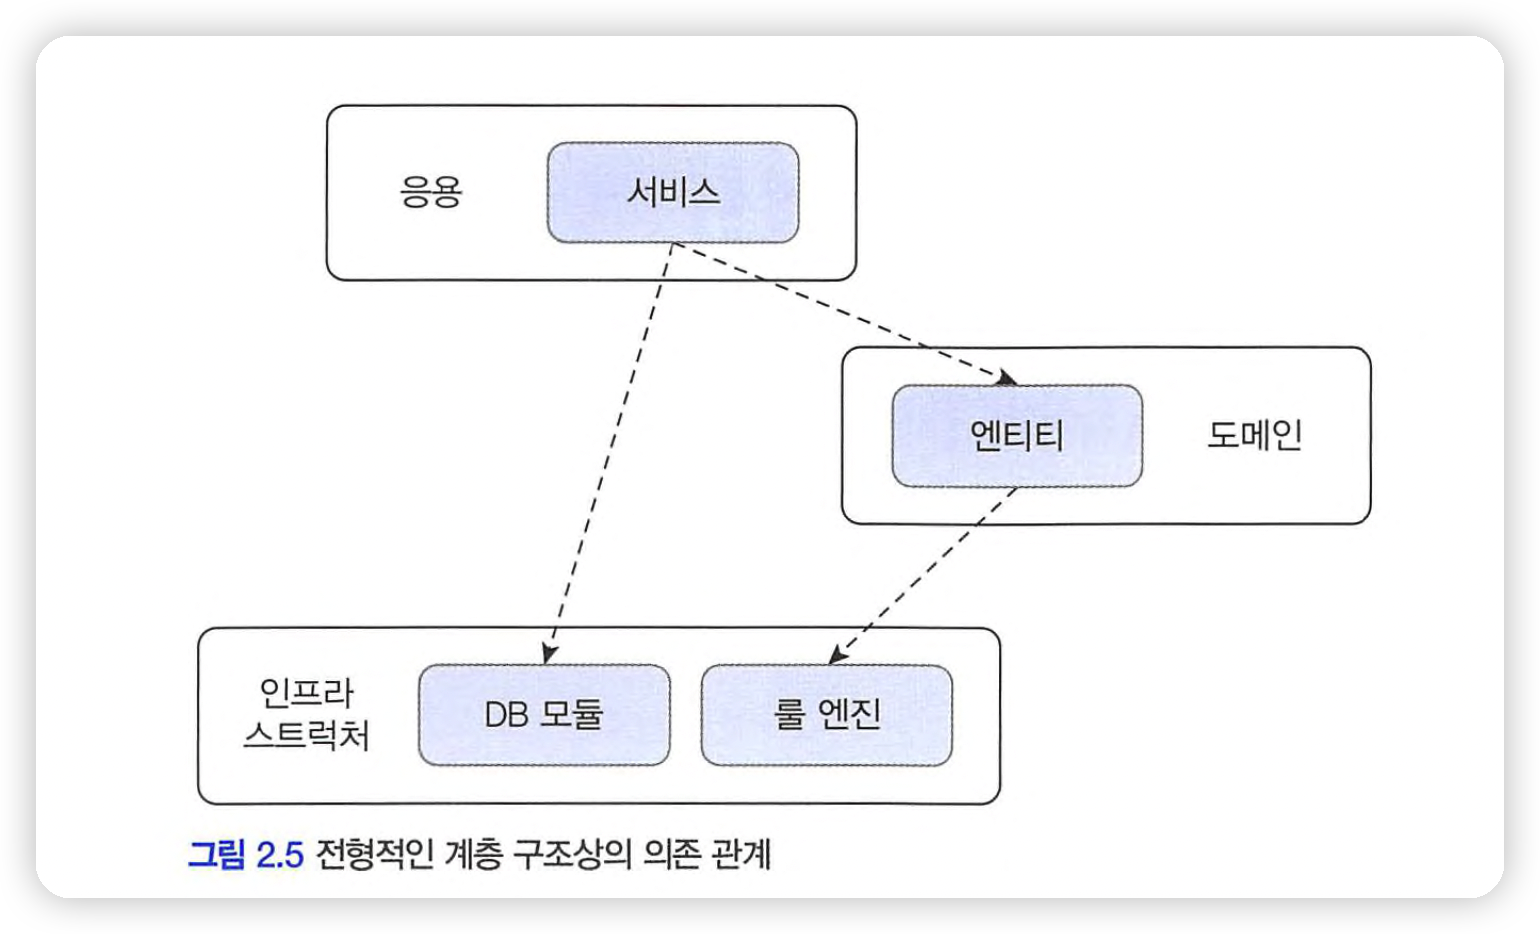 응용
서비스
엔티티
도메인
인프라
스트럭처
DB 모듈
룰 엔진
그림 2.5 전형적인 계층 구조상의 의존 관계